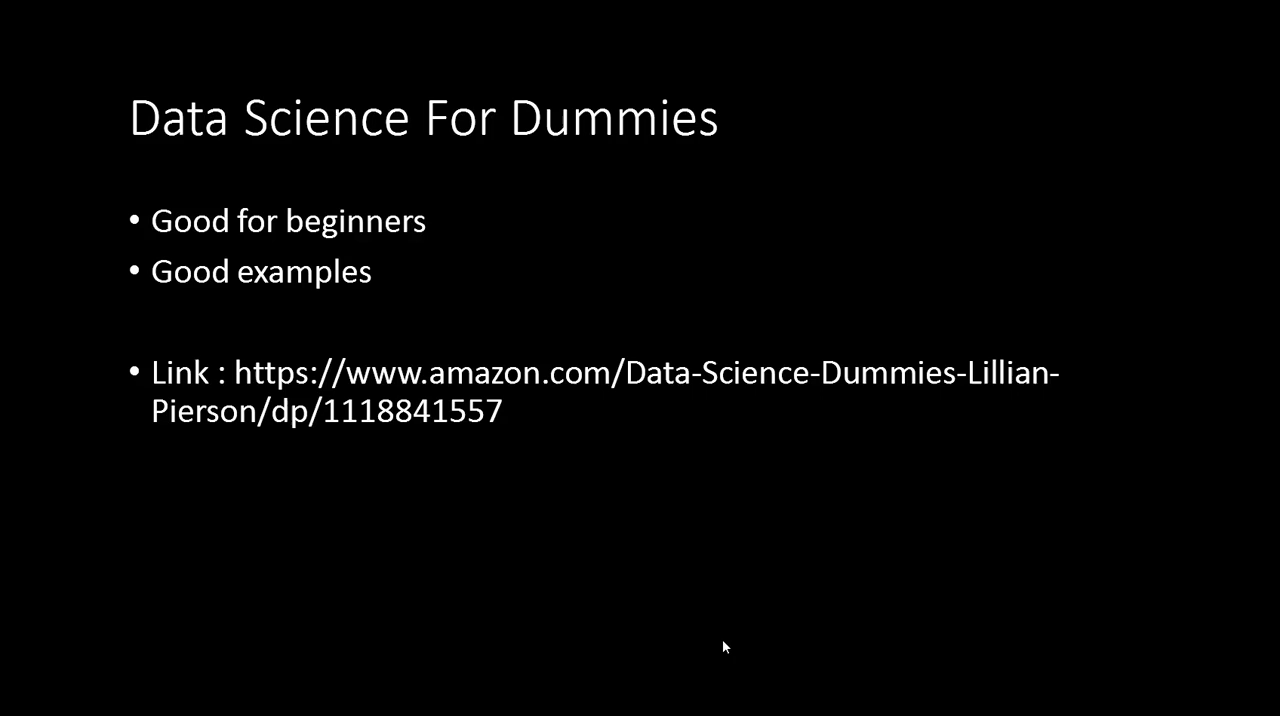 Data Science For Dummies
• Good for beginners
• Good examples
• Link : https://www.amazon.com/Data-Science-Dummies-Lillian-
Pierson/dp/1118841557